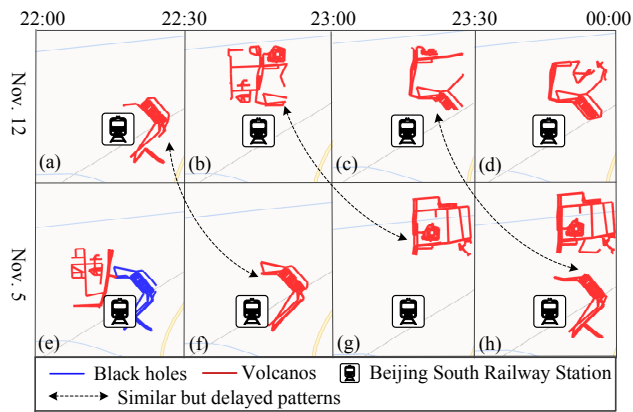 22:00 22:30 23:00 23:30 00:00
Nov. 12
(a) (b) (c) (d)
Nov. 5
(e) (f) (g) (h)
Black holes Volcanos Beijing South Railway Station
Similar but delayed patterns